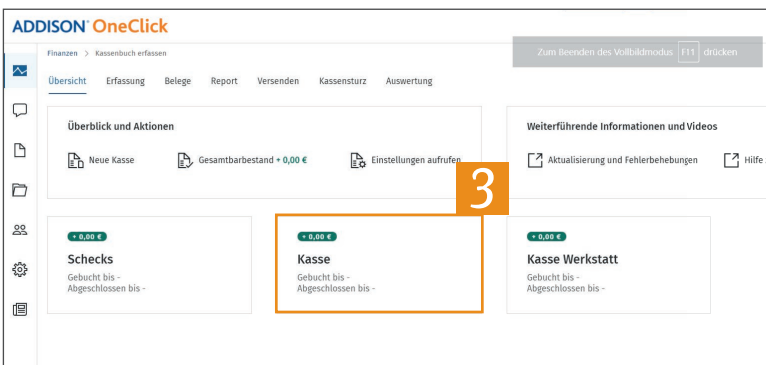 ADDISON OneClick
Finanzen > Kassenbuch erfassen
Zum Beenden des Vollbildmodus F11 drücken
Übersicht Erfassung Belege Report Versenden Kassensturz Auswertung
Überblick und Aktionen
Neue Kasse Gesamtbarbestand + 0,00 € Einstellungen aufrufen
Weiterführende Informationen und Videos
Aktualisierung und Fehlerbehebungen Hilfe
3
+ 0,00 €
Schecks
Gebucht bis -
Abgeschlossen bis -
+ 0,00 €
Kasse
Gebucht bis -
Abgeschlossen bis -
+ 0,00 €
Kasse Werkstatt
Gebucht bis -
Abgeschlossen bis -